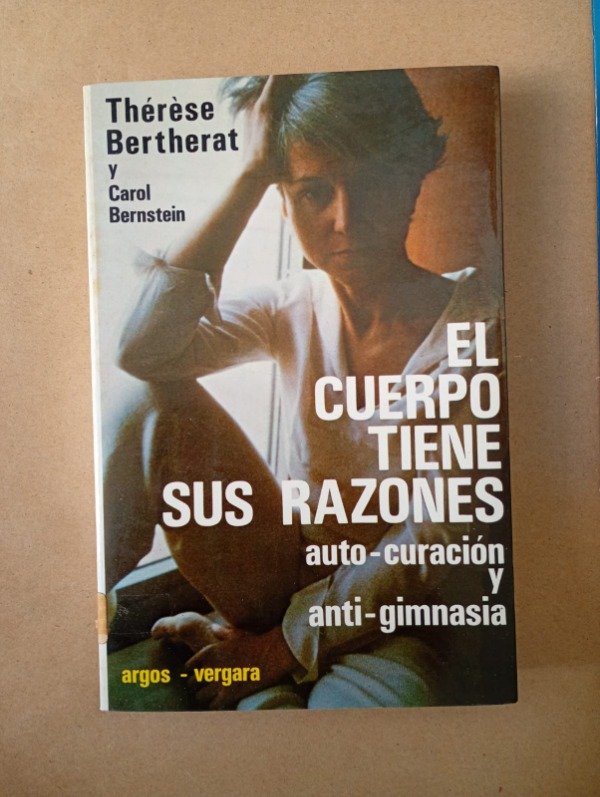 Thérèse
Bertherat
y
Carol
Bernstein
EL
CUERPO
TIENE
SUS RAZONES
auto-curación
y
anti-gimnasia
argos - vergara